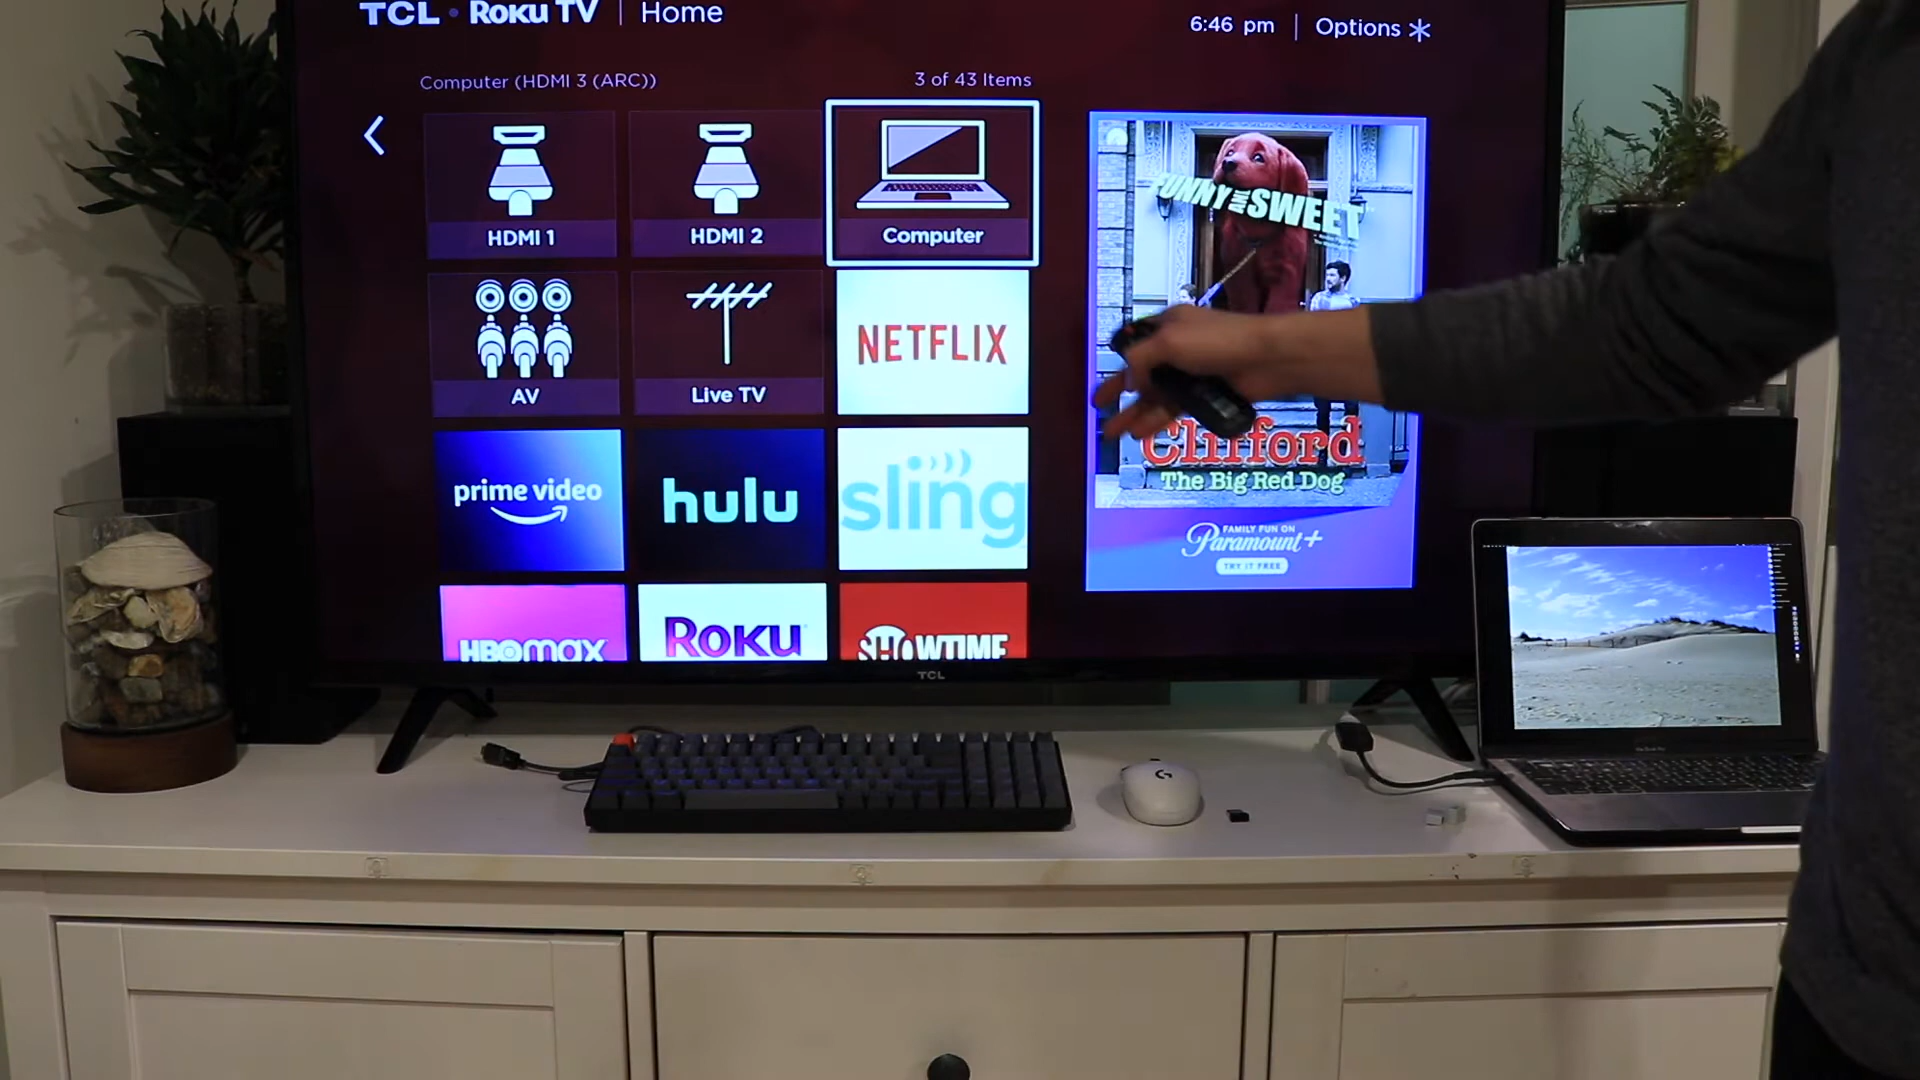 TCL • ROKU TV | Home
6:46 pm | Options
Computer (HDMI 3 (ARC))
3 of 43 Items
HDMI 1
HDMI 2
Computer
AV
Live TV
NETFLIX
prime video
hulu
sling
HBOmax
ROKU
SHOWTIME
FUNNY AND SWEET
Clifford
The Big Red Dog
FAMILY FUN ON
Paramount+
TRY IT FREE
TCL
G